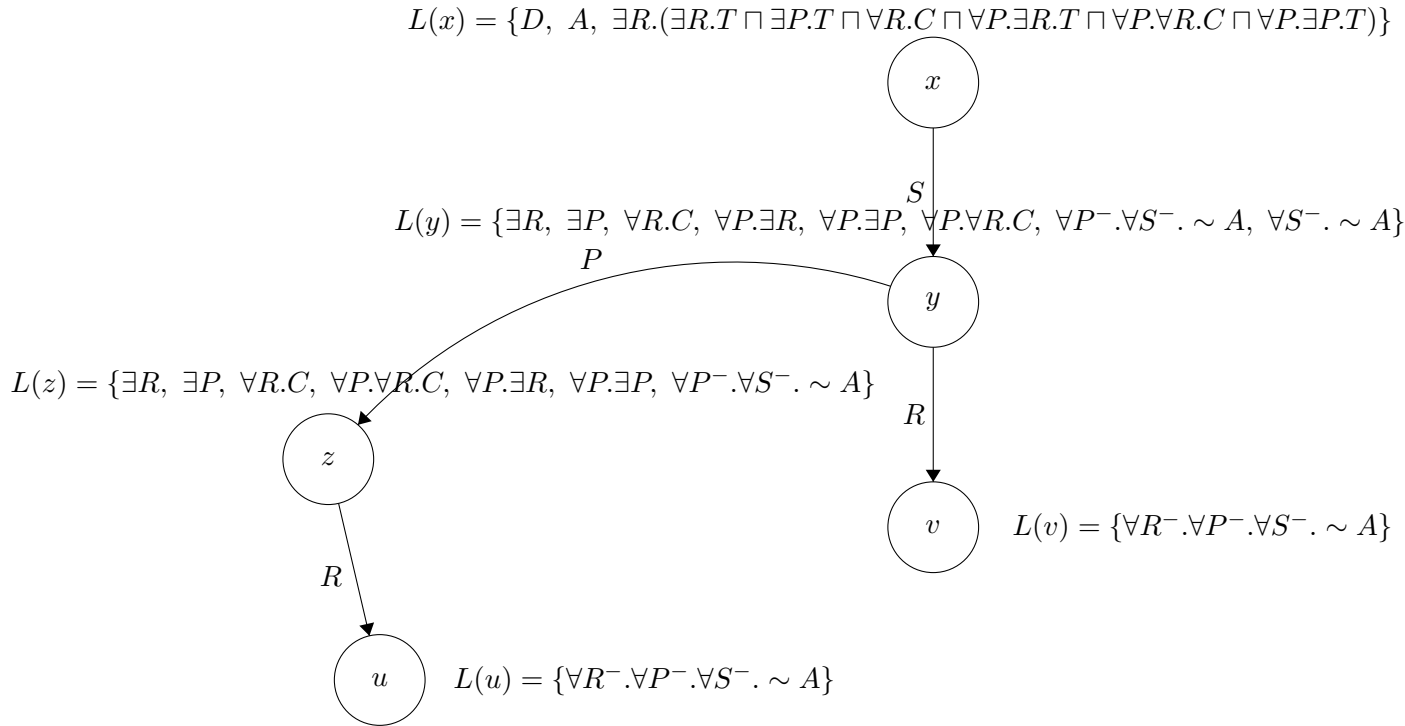 L(x) = {D, A, ∃R.(∃R.T ⊓ ∃P.T ⊓ ∀R.C ⊓ ∀P.∃R.T ⊓ ∀P.∀R.C ⊓ ∀P.∃P.T)}
x
S
L(y) = {∃R, ∃P, ∀R.C, ∀P.∃R, ∀P.∃P, ∀P.∀R.C, ∀P⁻.∀S⁻. ∼ A, ∀S⁻. ∼ A}
P
y
L(z) = {∃R, ∃P, ∀R.C, ∀P.∀R.C, ∀P.∃R, ∀P.∃P, ∀P⁻.∀S⁻. ∼ A}
R
z
v
L(v) = {∀R⁻.∀P⁻.∀S⁻. ∼ A}
R
u
L(u) = {∀R⁻.∀P⁻.∀S⁻. ∼ A}